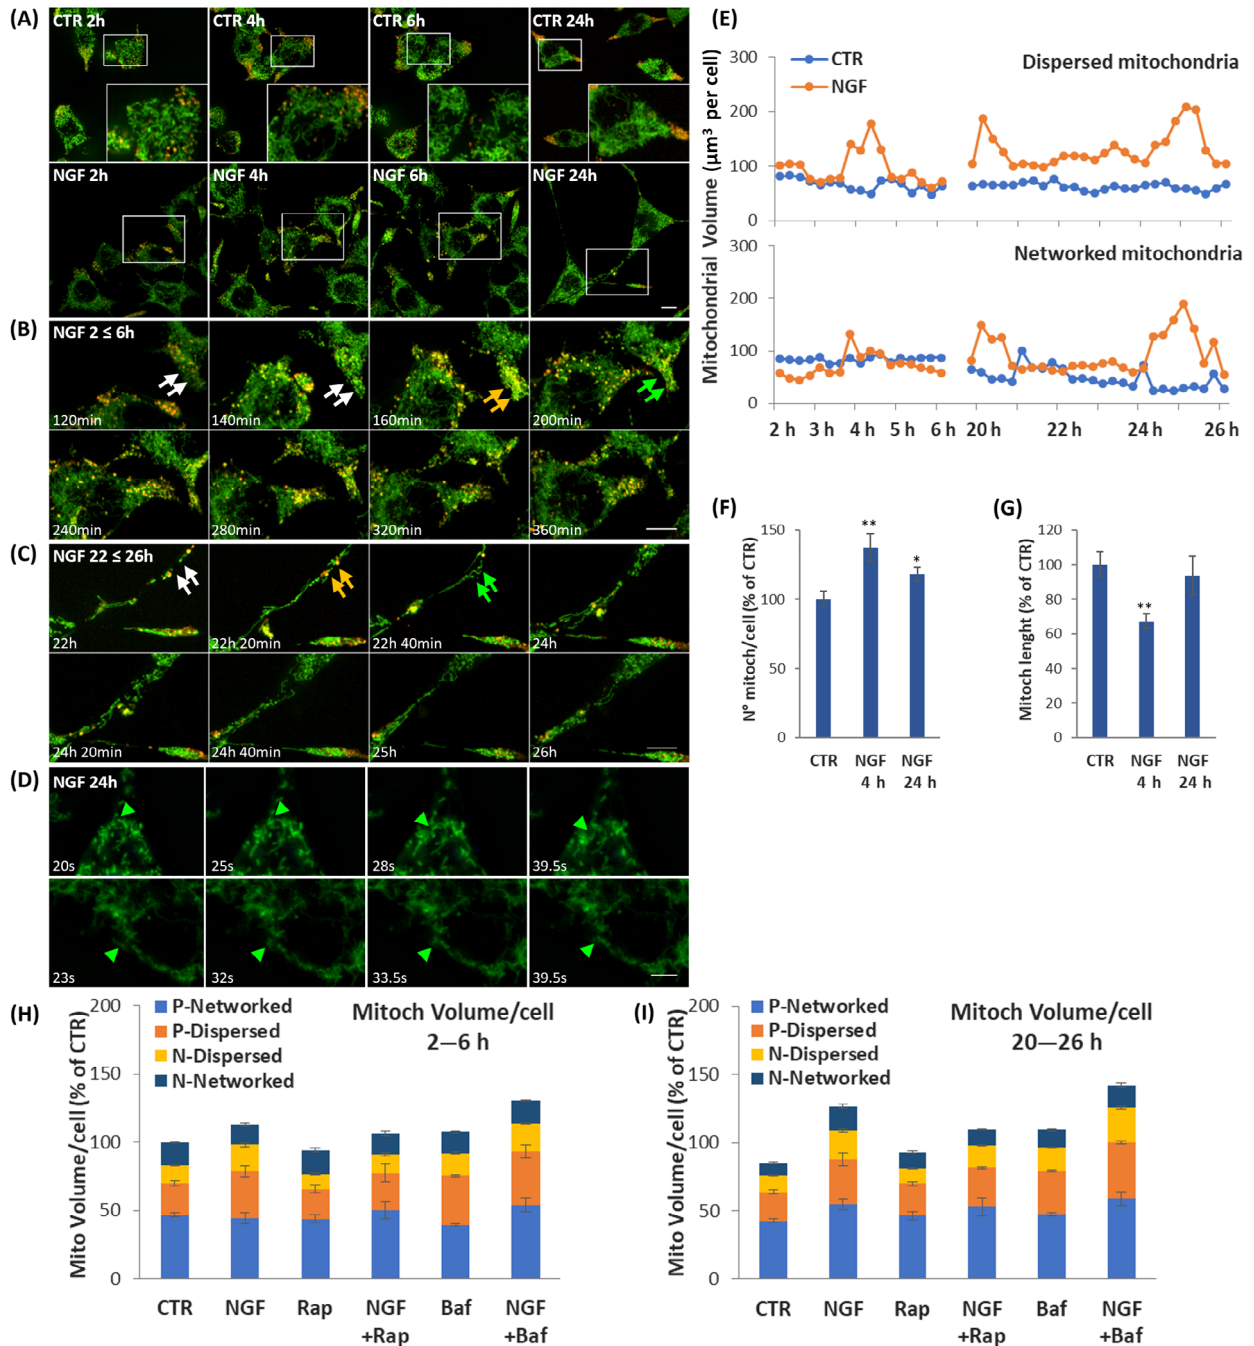 (A)
CTR 2h
CTR 4h
CTR 6h
CTR 24h
NGF 2h
NGF 4h
NGF 6h
NGF 24h
(B)
NGF 2 ≤ 6h
120min
140min
160min
200min
240min
280min
320min
360min
(C)
NGF 22 ≤ 26h
22h
22h 20min
22h 40min
24h
24h 20min
24h 40min
25h
26h
(D)
NGF 24h
20s
25s
28s
39.5s
23s
32s
33.5s
39.5s
(E)
Mitochondrial Volume (µm³ per cell)
300
200
100
0
CTR
NGF
Dispersed mitochondria
300
200
100
0
Networked mitochondria
2 h 3 h 4 h 5 h 6 h 20 h 22 h 24 h 26 h
(F)
N° mitoch/cell (% of CTR)
150
100
50
0
**
*
CTR NGF NGF
4 h 24 h
(G)
Mitoch lenght (% of CTR)
120
100
80
60
40
20
0
**
CTR NGF NGF
4 h 24 h
(H)
Mito Volume/cell (% of CTR)
200
150
100
50
0
P-Networked
P-Dispersed
N-Dispersed
N-Networked
Mitoch Volume/cell
2—6 h
CTR NGF Rap NGF Baf NGF
+Rap +Baf
(I)
Mito Volume/cell (% of CTR)
200
150
100
50
0
P-Networked
P-Dispersed
N-Dispersed
N-Networked
Mitoch Volume/cell
20—26 h
CTR NGF Rap NGF Baf NGF
+Rap +Baf